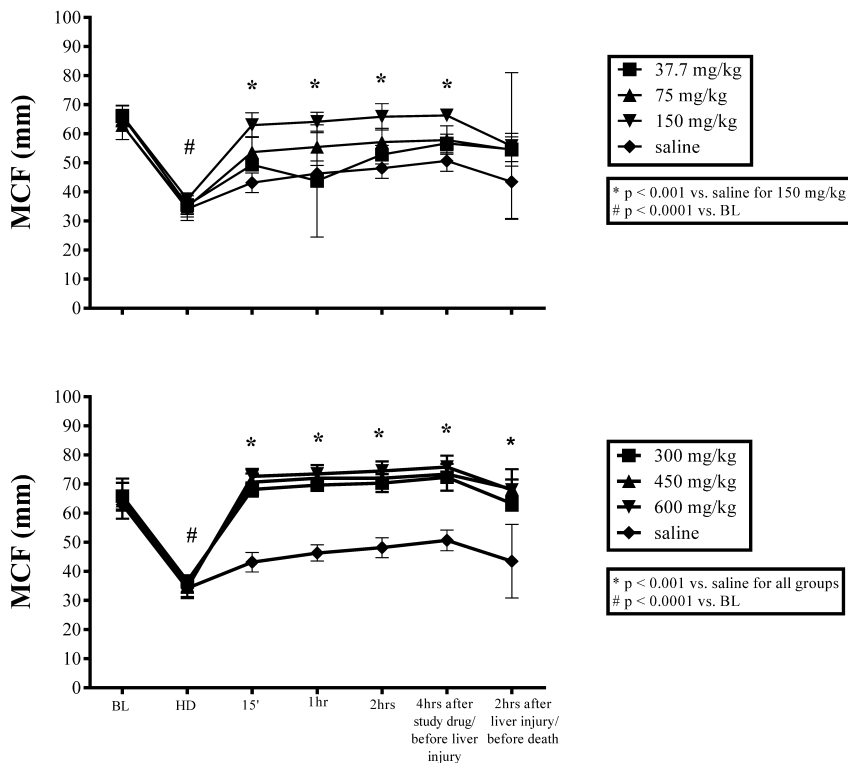 MCF (mm)
100
90
80
70
60
50
40
30
20
10
0
#
* * * *
37.7 mg/kg
75 mg/kg
150 mg/kg
saline
* p < 0.001 vs. saline for 150 mg/kg
# p < 0.0001 vs. BL
MCF (mm)
100
90
80
70
60
50
40
30
20
10
0
#
* * * * *
BL
HD
15'
1hr
2hrs
4hrs after
study drug/
before liver
injury
2hrs after
liver injury/
before death
300 mg/kg
450 mg/kg
600 mg/kg
saline
* p < 0.001 vs. saline for all groups
# p < 0.0001 vs. BL